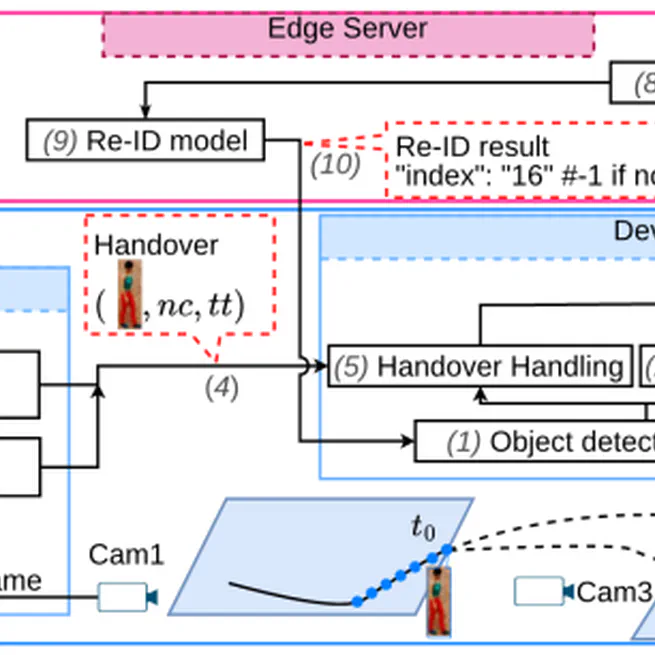 Edge Server
(8
(9) Re-ID model
(10)
Re-ID result
"index": "16" #-1 if no
Handover
( , nc, tt)
Dev
(4)
(5) Handover Handling
(1) Object detect
t₀
Cam1
ame
Cam3